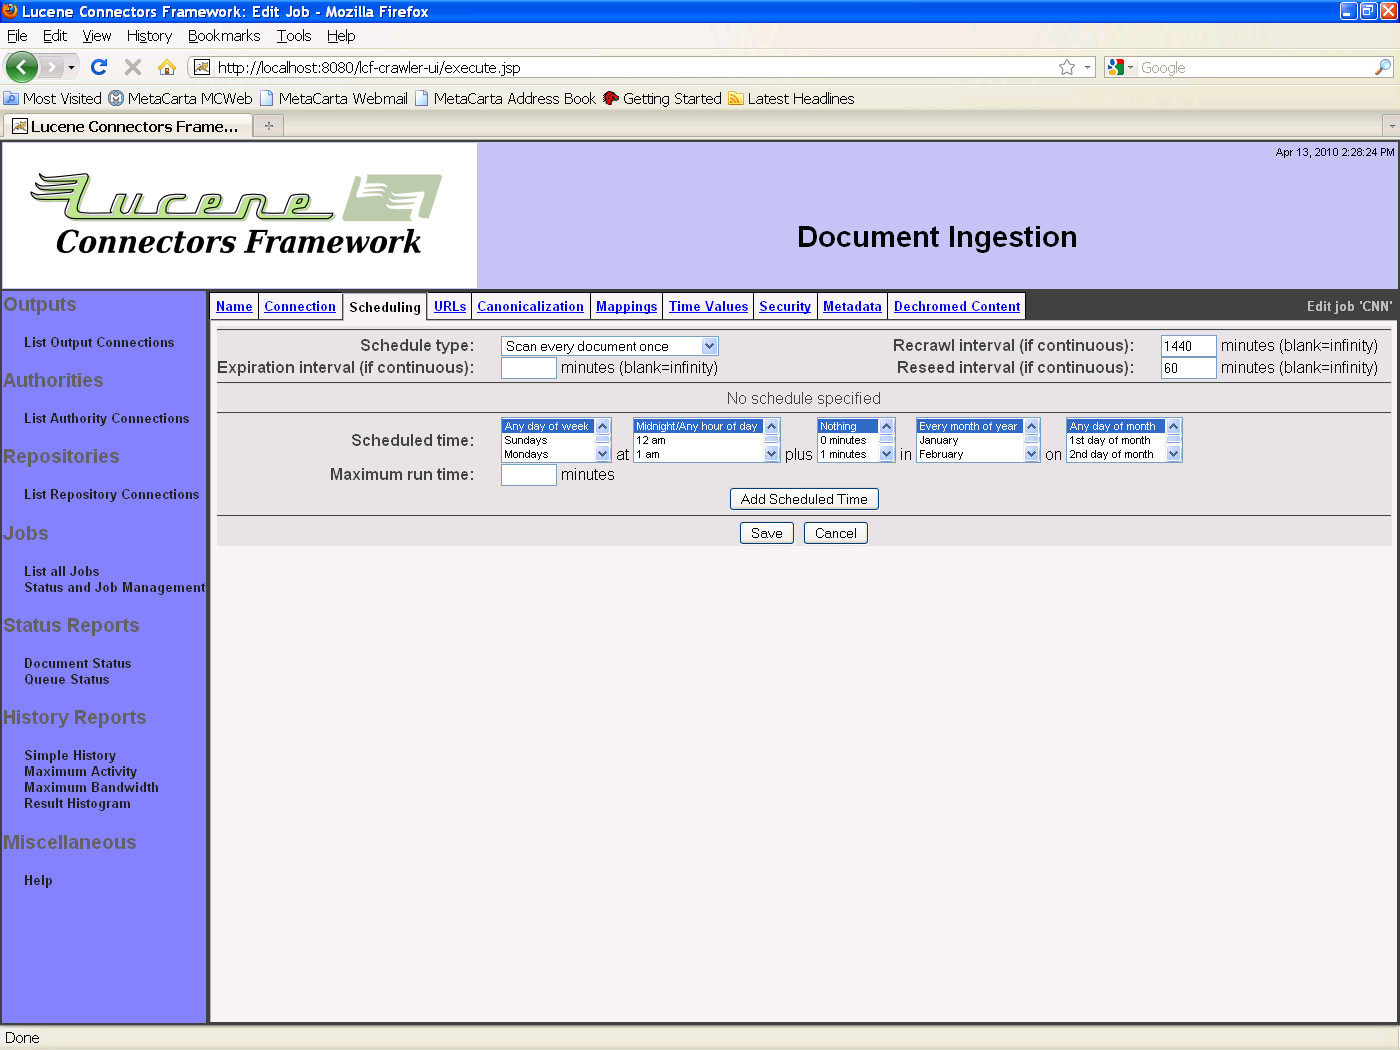 Lucene Connectors Framework: Edit Job - Mozilla Firefox
File Edit View History Bookmarks Tools Help
http://localhost:8080/lcf-crawler-ui/execute.jsp
Google
Most Visited MetaCarta MCWeb MetaCarta Webmail MetaCarta Address Book Getting Started Latest Headlines
Lucene Connectors Frame...
Apr 13, 2010 2:28:24 PM
Lucene
Connectors Framework
Document Ingestion
Outputs
List Output Connections
Authorities
List Authority Connections
Repositories
List Repository Connections
Jobs
List all Jobs
Status and Job Management
Status Reports
Document Status
Queue Status
History Reports
Simple History
Maximum Activity
Maximum Bandwidth
Result Histogram
Miscellaneous
Help
Name Connection Scheduling URLs Canonicalization Mappings Time Values Security Metadata Dechromed Content Edit job 'CNN'
Schedule type: Scan every document once Recrawl interval (if continuous): 1440 minutes (blank=infinity)
Expiration interval (if continuous): minutes (blank=infinity) Reseed interval (if continuous): 60 minutes (blank=infinity)
No schedule specified
Any day of week Midnight/Any hour of day Nothing Every month of year Any day of month
Scheduled time: Sundays 12 am 0 minutes January 1st day of month
Mondays at 1 am plus 1 minutes in February on 2nd day of month
Maximum run time: minutes
Add Scheduled Time
Save Cancel
Done